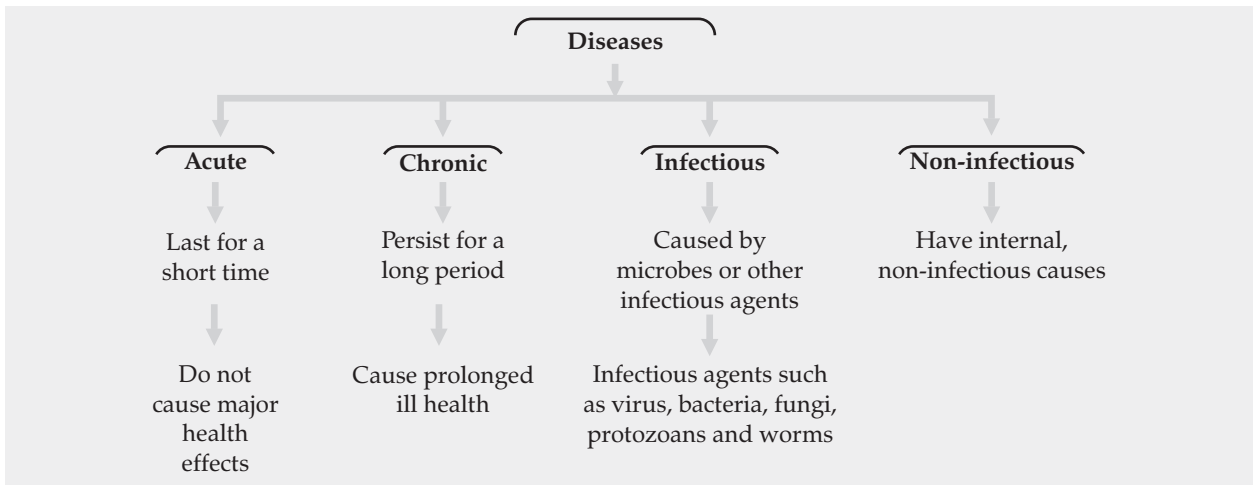 Diseases
Acute
Chronic
Infectious
Non-infectious
Last for a
short time
Persist for a
long period
Caused by
microbes or other
infectious agents
Have internal,
non-infectious causes
Do not
cause major
health
effects
Cause prolonged
ill health
Infectious agents such
as virus, bacteria, fungi,
protozoans and worms